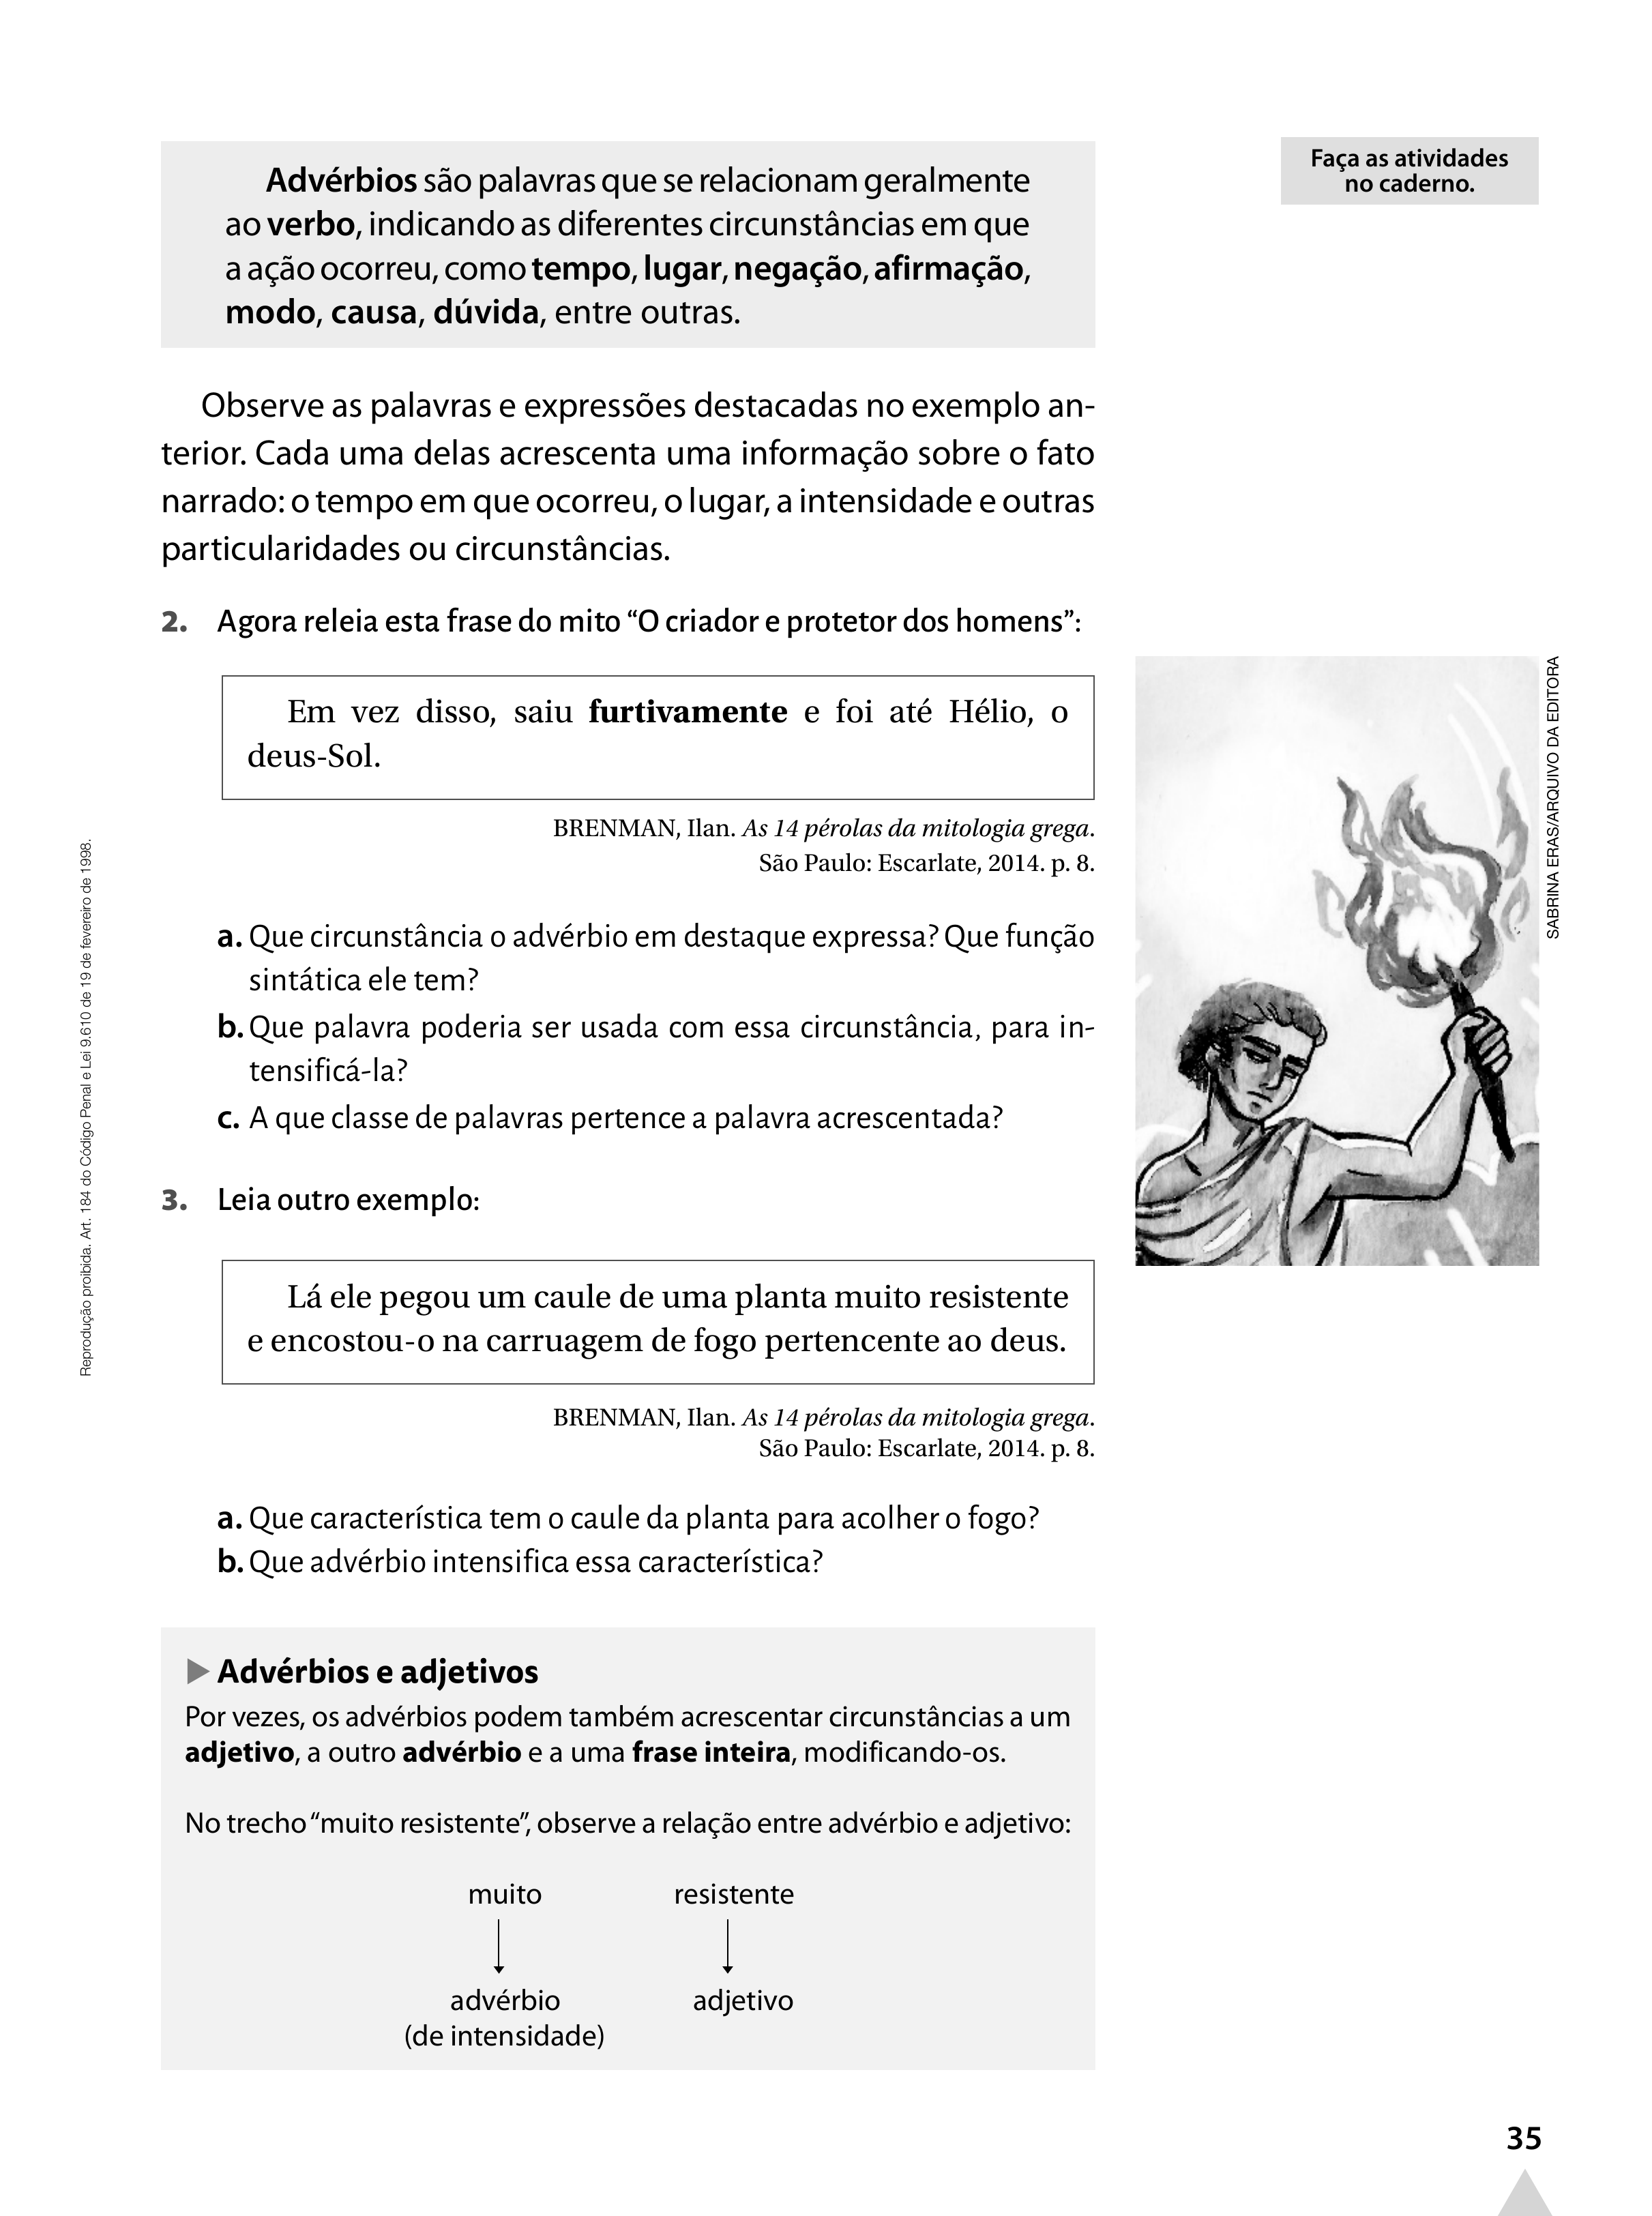 Faça as atividades
no caderno.
Advérbios são palavras que se relacionam geralmente
ao verbo, indicando as diferentes circunstâncias em que
a ação ocorreu, como tempo, lugar, negação, afirmação,
modo, causa, dúvida, entre outras.
Observe as palavras e expressões destacadas no exemplo an-
terior. Cada uma delas acrescenta uma informação sobre o fato
narrado: o tempo em que ocorreu, o lugar, a intensidade e outras
particularidades ou circunstâncias.
2. Agora releia esta frase do mito “O criador e protetor dos homens”:
Em vez disso, saiu furtivamente e foi até Hélio, o
deus-Sol.
BRENMAN, Ilan. As 14 pérolas da mitologia grega.
São Paulo: Escarlate, 2014. p. 8.
a. Que circunstância o advérbio em destaque expressa? Que função
sintática ele tem?
b. Que palavra poderia ser usada com essa circunstância, para in-
tensificá-la?
c. A que classe de palavras pertence a palavra acrescentada?
SABRINA ERAS/ARQUIVO DA EDITORA
3. Leia outro exemplo:
Lá ele pegou um caule de uma planta muito resistente
e encostou-o na carruagem de fogo pertencente ao deus.
BRENMAN, Ilan. As 14 pérolas da mitologia grega.
São Paulo: Escarlate, 2014. p. 8.
a. Que característica tem o caule da planta para acolher o fogo?
b. Que advérbio intensifica essa característica?
Advérbios e adjetivos
Por vezes, os advérbios podem também acrescentar circunstâncias a um
adjetivo, a outro advérbio e a uma frase inteira, modificando-os.
No trecho “muito resistente”, observe a relação entre advérbio e adjetivo:
muito resistente
advérbio adjetivo
(de intensidade)
Reprodução proibida. Art. 184 do Código Penal e Lei 9.610 de 19 de fevereiro de 1998.
35